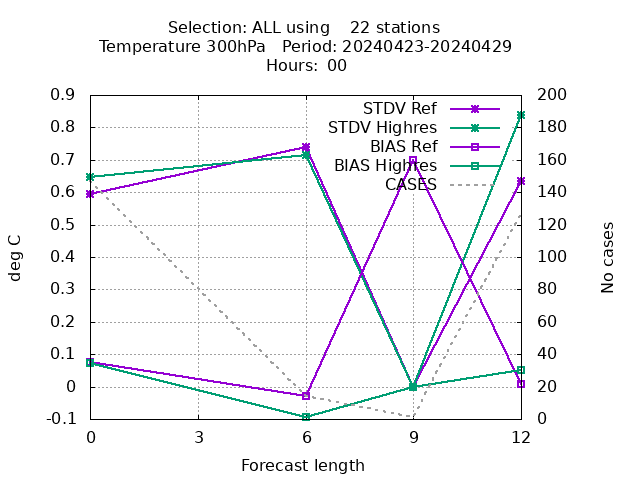 Selection: ALL using    22 stations
Temperature 300hPa   Period: 20240423-20240429
Hours:  00
0.9
0.8
0.7
0.6
0.5
0.4
0.3
0.2
0.1
0
-0.1
deg C
STDV Ref
STDV Highres
BIAS Ref
BIAS Highres
CASES
200
180
160
140
120
100
80
60
40
20
0
No cases
0 3 6 9 12
Forecast length